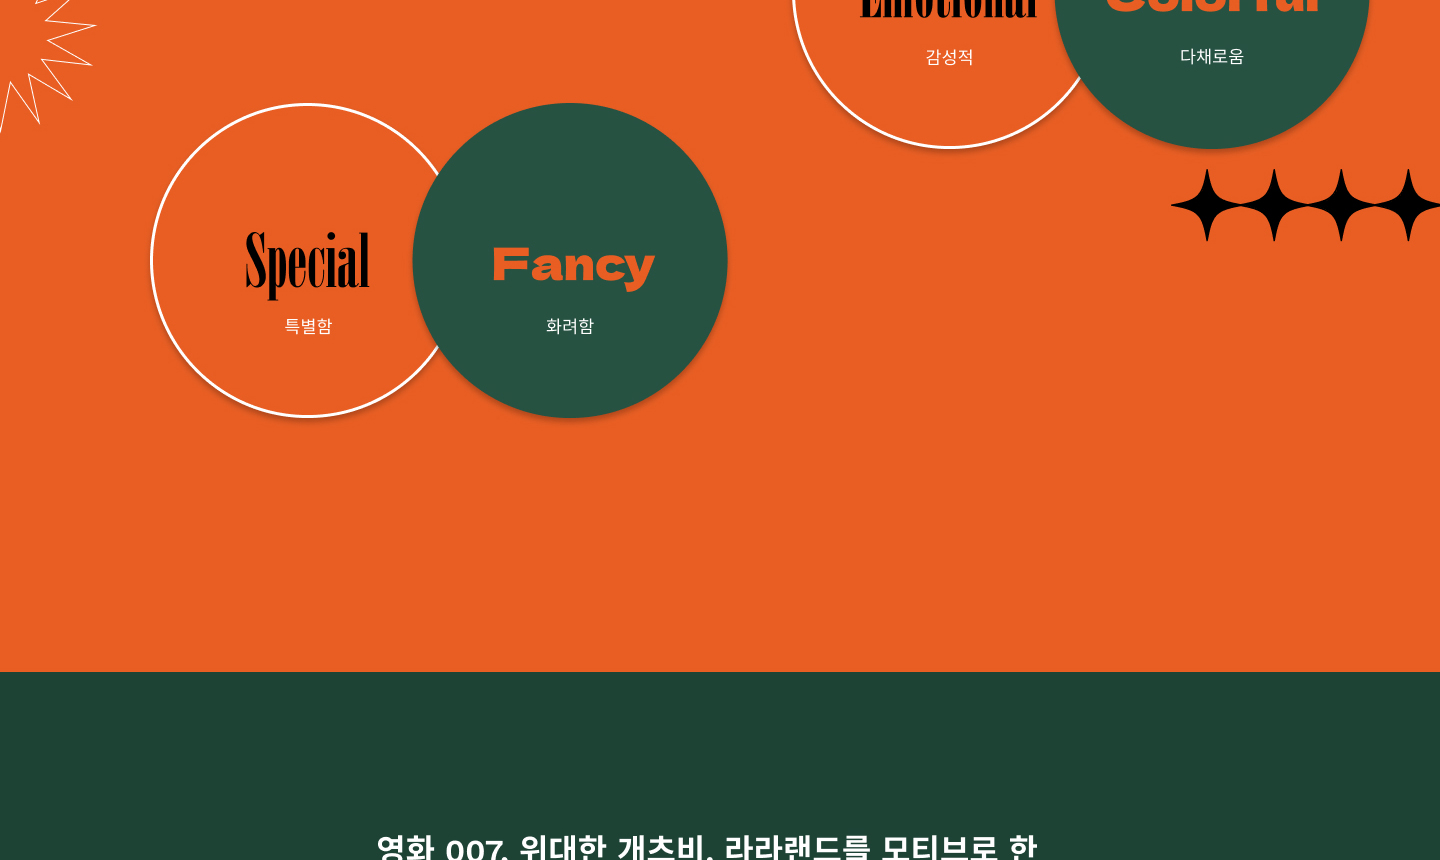 Emotional
Colorful
감성적
다채로움
Special
Fancy
특별함
화려함
영화 007, 위대한 개츠비, 라라랜드를 모티브로 한